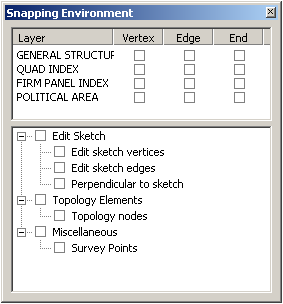 Snapping Environment
Layer Vertex Edge End
GENERAL STRUCTUR
QUAD INDEX
FIRM PANEL INDEX
POLITICAL AREA
Edit Sketch
Edit sketch vertices
Edit sketch edges
Perpendicular to sketch
Topology Elements
Topology nodes
Miscellaneous
Survey Points